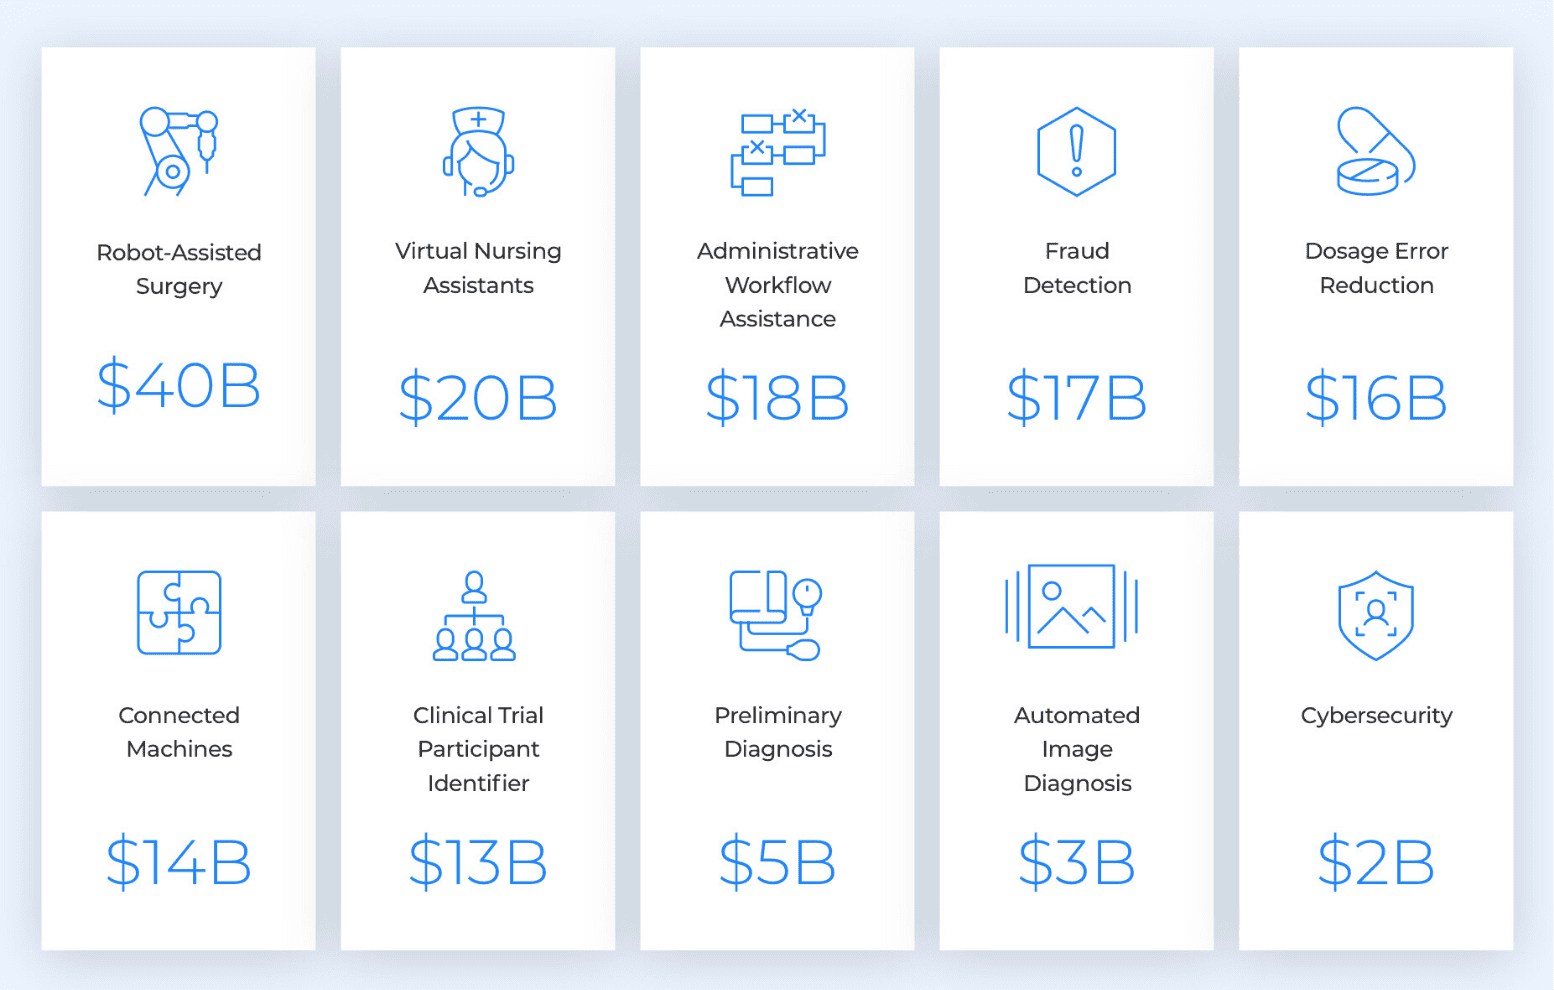 Robot-Assisted
Surgery
$40B
Virtual Nursing
Assistants
$20B
Administrative
Workflow
Assistance
$18B
Fraud
Detection
$17B
Dosage Error
Reduction
$16B
Connected
Machines
$14B
Clinical Trial
Participant
Identifier
$13B
Preliminary
Diagnosis
$5B
Automated
Image
Diagnosis
$3B
Cybersecurity
$2B